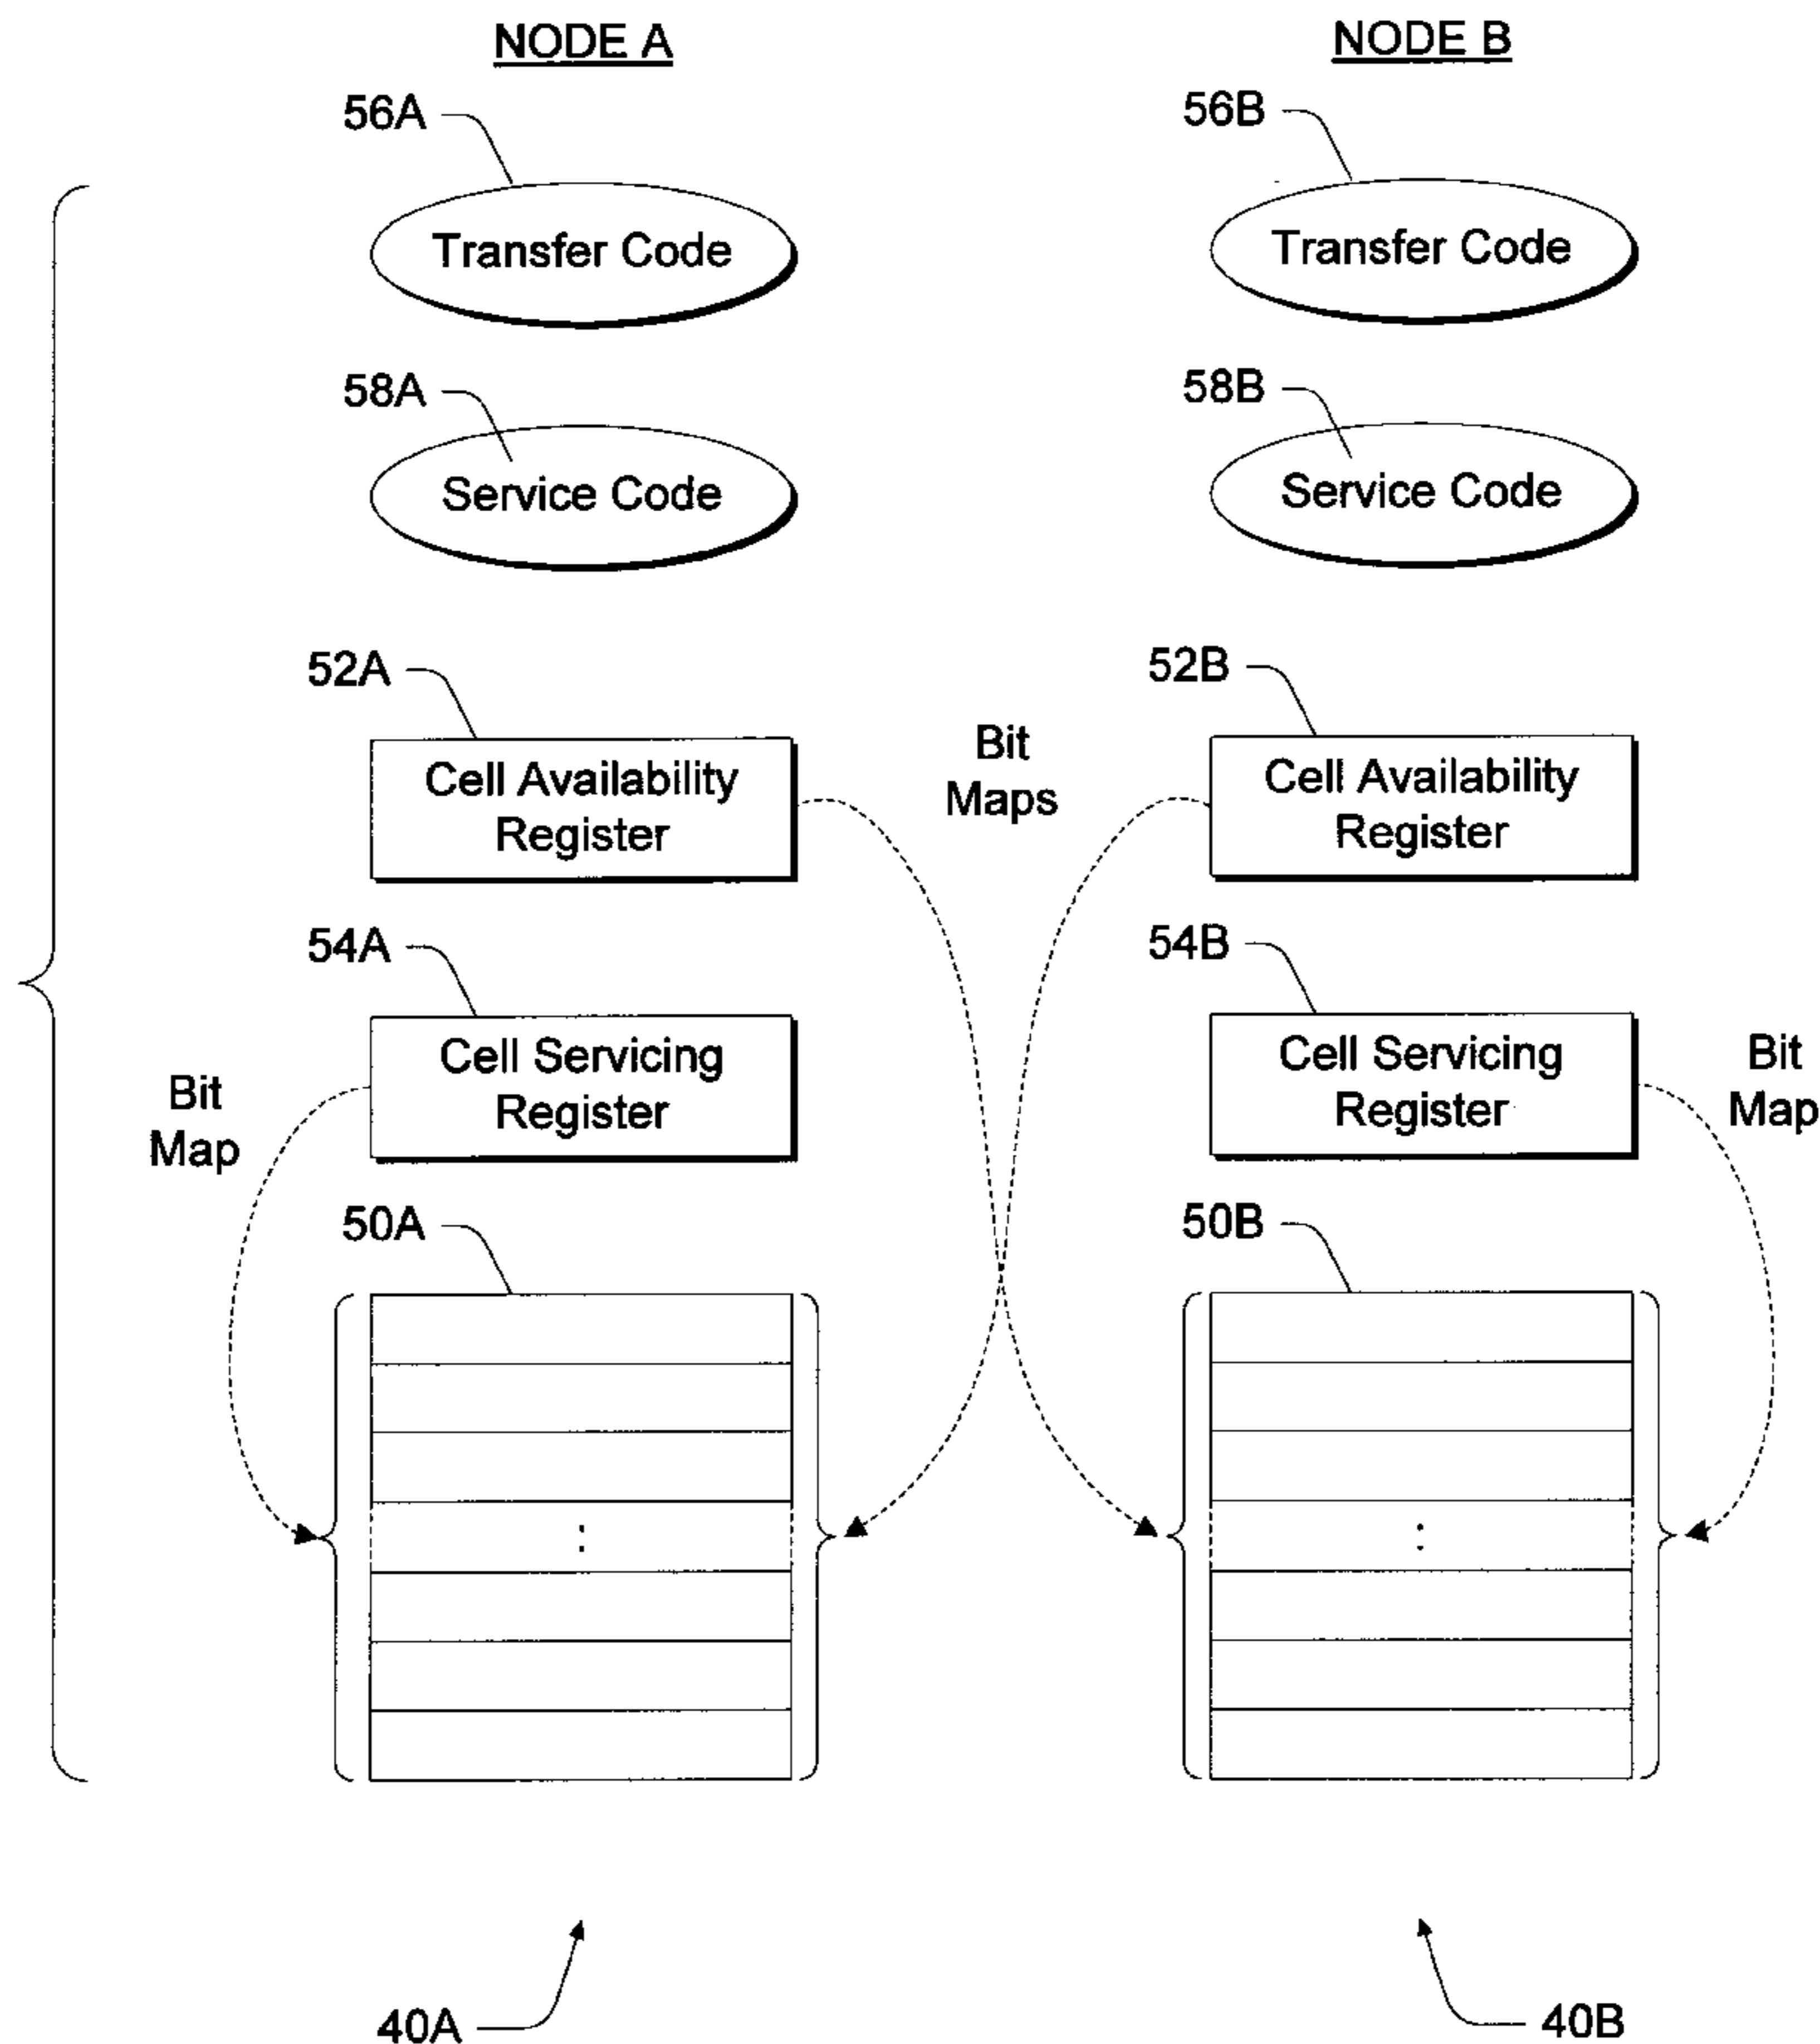 NODE A
NODE B
56A
56B
Transfer Code
Transfer Code
58A
58B
Service Code
Service Code
52A
52B
Bit
Maps
Cell Availability
Register
Cell Availability
Register
54A
54B
Cell Servicing
Register
Cell Servicing
Register
Bit
Map
Bit
Map
50A
50B
40A
40B